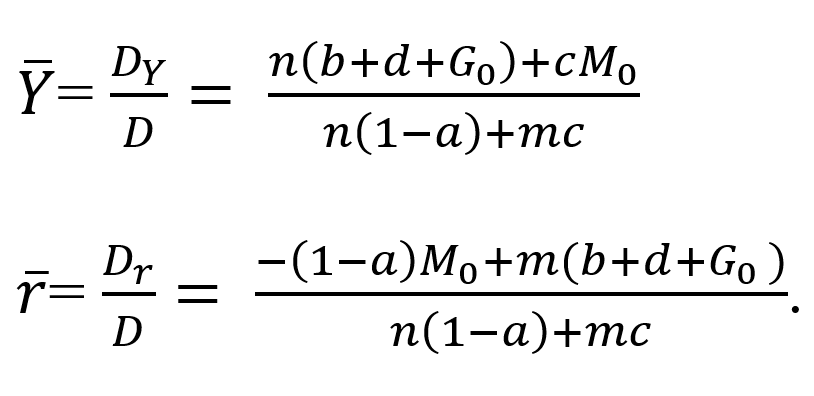 Ȳ = D_Y / D = (n(b+d+G₀)+cM₀) / (n(1−a)+mc)
r̄ = D_r / D = (−(1−a)M₀+m(b+d+G₀ )) / (n(1−a)+mc).